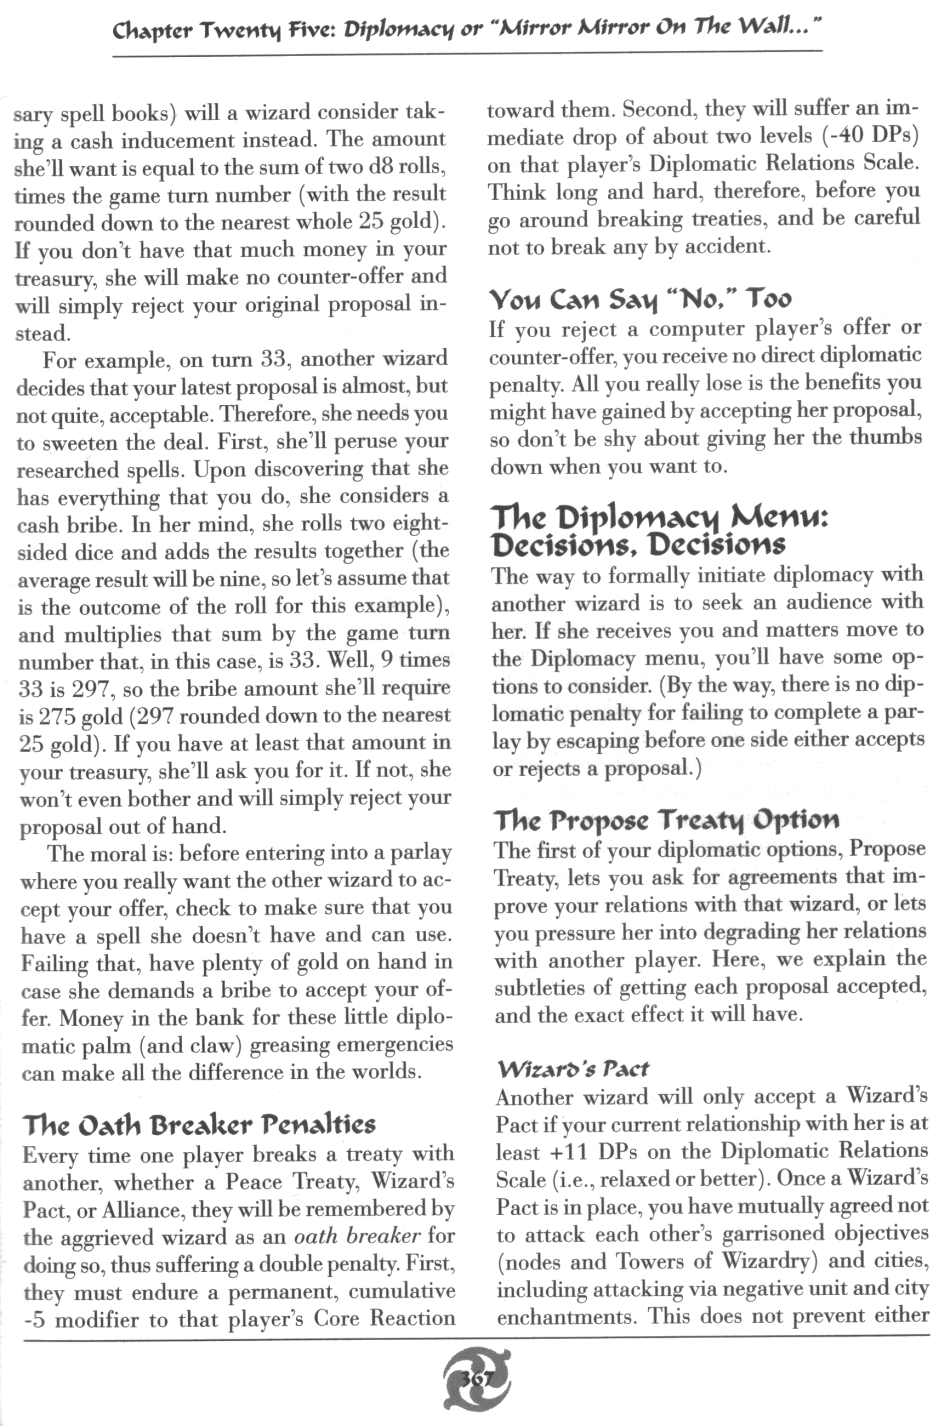 Chapter Twenty Five: Diplomacy or “Mirror Mirror On The Wall...”
sary spell books) will a wizard consider tak-
ing a cash inducement instead. The amount
she’ll want is equal to the sum of two d8 rolls,
times the game turn number (with the result
rounded down to the nearest whole 25 gold).
If you don’t have that much money in your
treasury, she will make no counter-offer and
will simply reject your original proposal in-
stead.
For example, on turn 33, another wizard
decides that your latest proposal is almost, but
not quite, acceptable. Therefore, she needs you
to sweeten the deal. First, she’ll peruse your
researched spells. Upon discovering that she
has everything that you do, she considers a
cash bribe. In her mind, she rolls two eight-
sided dice and adds the results together (the
average result will be nine, so let’s assume that
is the outcome of the roll for this example),
and multiplies that sum by the game turn
number that, in this case, is 33. Well, 9 times
33 is 297, so the bribe amount she’ll require
is 275 gold (297 rounded down to the nearest
25 gold). If you have at least that amount in
your treasury, she’ll ask you for it. If not, she
won’t even bother and will simply reject your
proposal out of hand.
The moral is: before entering into a parlay
where you really want the other wizard to ac-
cept your offer, check to make sure that you
have a spell she doesn’t have and can use.
Failing that, have plenty of gold on hand in
case she demands a bribe to accept your of-
fer. Money in the bank for these little diplo-
matic palm (and claw) greasing emergencies
can make all the difference in the worlds.
The Oath Breaker Penalties
Every time one player breaks a treaty with
another, whether a Peace Treaty, Wizard’s
Pact, or Alliance, they will be remembered by
the aggrieved wizard as an oath breaker for
doing so, thus suffering a double penalty. First,
they must endure a permanent, cumulative
-5 modifier to that player’s Core Reaction
toward them. Second, they will suffer an im-
mediate drop of about two levels (-40 DPs)
on that player’s Diplomatic Relations Scale.
Think long and hard, therefore, before you
go around breaking treaties, and be careful
not to break any by accident.
You Can Say “No,” Too
If you reject a computer player’s offer or
counter-offer, you receive no direct diplomatic
penalty. All you really lose is the benefits you
might have gained by accepting her proposal,
so don’t be shy about giving her the thumbs
down when you want to.
The Diplomacy Menu:
Decisions, Decisions
The way to formally initiate diplomacy with
another wizard is to seek an audience with
her. If she receives you and matters move to
the Diplomacy menu, you’ll have some op-
tions to consider. (By the way, there is no dip-
lomatic penalty for failing to complete a par-
lay by escaping before one side either accepts
or rejects a proposal.)
The Propose Treaty Option
The first of your diplomatic options, Propose
Treaty, lets you ask for agreements that im-
prove your relations with that wizard, or lets
you pressure her into degrading her relations
with another player. Here, we explain the
subtleties of getting each proposal accepted,
and the exact effect it will have.
Wizard’s Pact
Another wizard will only accept a Wizard’s
Pact if your current relationship with her is at
least +11 DPs on the Diplomatic Relations
Scale (i.e., relaxed or better). Once a Wizard’s
Pact is in place, you have mutually agreed not
to attack each other’s garrisoned objectives
(nodes and Towers of Wizardry) and cities,
including attacking via negative unit and city
enchantments. This does not prevent either
367